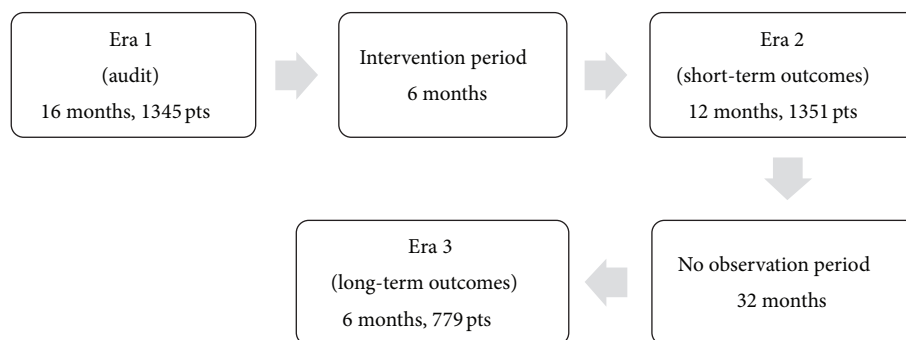 Era 1
(audit)
16 months, 1345 pts
Intervention period
6 months
Era 2
(short-term outcomes)
12 months, 1351 pts
No observation period
32 months
Era 3
(long-term outcomes)
6 months, 779 pts